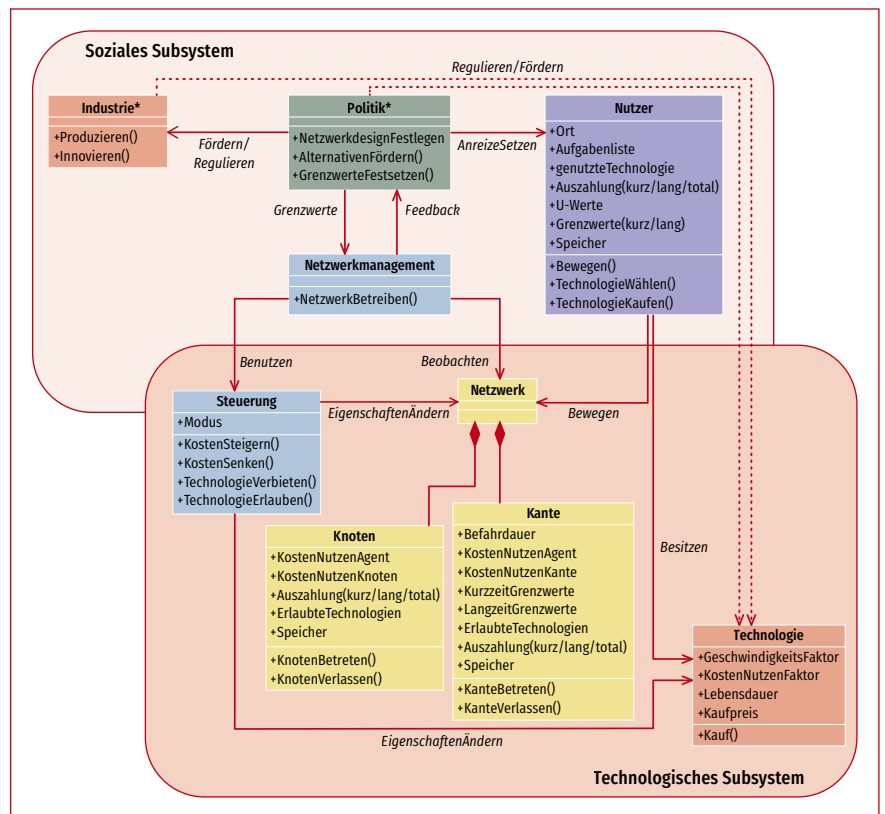 Soziales Subsystem
Regulieren/Fördern
Industrie*
+Produzieren()
+Innovieren()
Fördern/
Regulieren
Politik*
+NetzwerkdesignFestlegen
+AlternativenFördern()
+GrenzwerteFestsetzen()
AnreizeSetzen
Nutzer
+Ort
+Aufgabenliste
+genutzteTechnologie
+Auszahlung(kurz/lang/total)
+U-Werte
+Grenzwerte(kurz/lang)
+Speicher
+Bewegen()
+TechnologieWählen()
+TechnologieKaufen()
Grenzwerte
Feedback
Netzwerkmanagement
+NetzwerkBetreiben()
Benutzen
Beobachten
Steuerung
+Modus
+KostenSteigern()
+KostenSenken()
+TechnologieVerbieten()
+TechnologieErlauben()
EigenschaftenÄndern
Netzwerk
Bewegen
Knoten
+KostenNutzenAgent
+KostenNutzenKnoten
+Auszahlung(kurz/lang/total)
+ErlaubteTechnologien
+Speicher
+KnotenBetreten()
+KnotenVerlassen()
Kante
+Befahrdauer
+KostenNutzenAgent
+KostenNutzenKante
+KurzzeitGrenzwerte
+LangzeitGrenzwerte
+ErlaubteTechnologien
+Auszahlung(kurz/lang/total)
+Speicher
+KanteBetreten()
+KanteVerlassen()
Besitzen
Technologie
+GeschwindigkeitsFaktor
+KostenNutzenFaktor
+Lebensdauer
+Kaufpreis
+Kauf()
EigenschaftenÄndern
Technologisches Subsystem